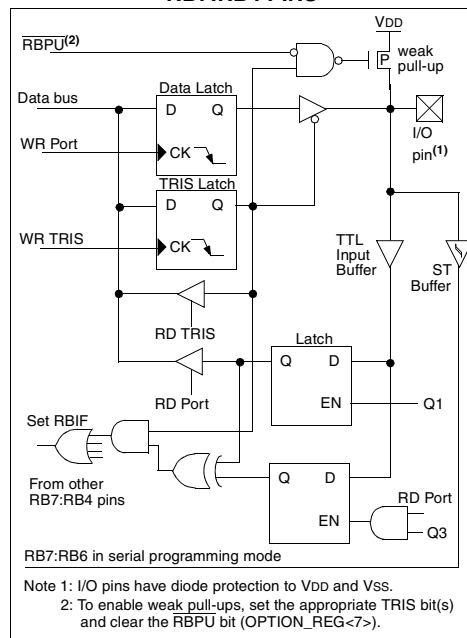 VDD
RBPU(2)
P
weak
pull-up
Data Latch
Data bus
D
Q
I/O
pin(1)
WR Port
CK
TRIS Latch
D
Q
WR TRIS
CK
TTL
Input
Buffer
ST
Buffer
RD TRIS
Latch
Q
D
RD Port
EN
Q1
Set RBIF
From other
RB7:RB4 pins
Q
D
RD Port
EN
Q3
RB7:RB6 in serial programming mode
Note 1: I/O pins have diode protection to VDD and VSS.
2: To enable weak pull-ups, set the appropriate TRIS bit(s)
and clear the RBPU bit (OPTION_REG<7>).